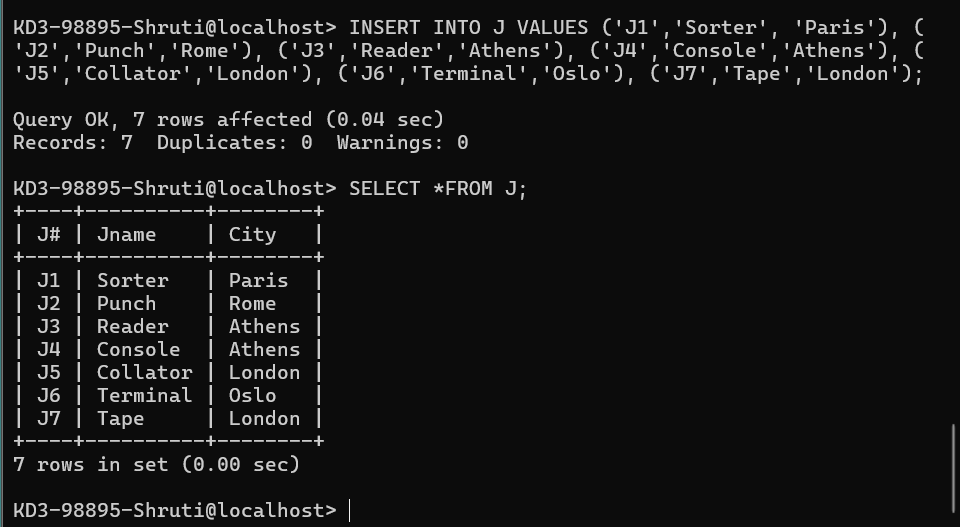 KD3-98895-Shruti@localhost> INSERT INTO J VALUES ('J1','Sorter', 'Paris'), (
'J2','Punch','Rome'), ('J3','Reader','Athens'), ('J4','Console','Athens'), (
'J5','Collator','London'), ('J6','Terminal','Oslo'), ('J7','Tape','London');
Query OK, 7 rows affected (0.04 sec)
Records: 7  Duplicates: 0  Warnings: 0
KD3-98895-Shruti@localhost> SELECT *FROM J;
+----+----------+--------+
| J# | Jname    | City   |
+----+----------+--------+
| J1 | Sorter   | Paris  |
| J2 | Punch    | Rome   |
| J3 | Reader   | Athens |
| J4 | Console  | Athens |
| J5 | Collator | London |
| J6 | Terminal | Oslo   |
| J7 | Tape     | London |
+----+----------+--------+
7 rows in set (0.00 sec)
KD3-98895-Shruti@localhost>